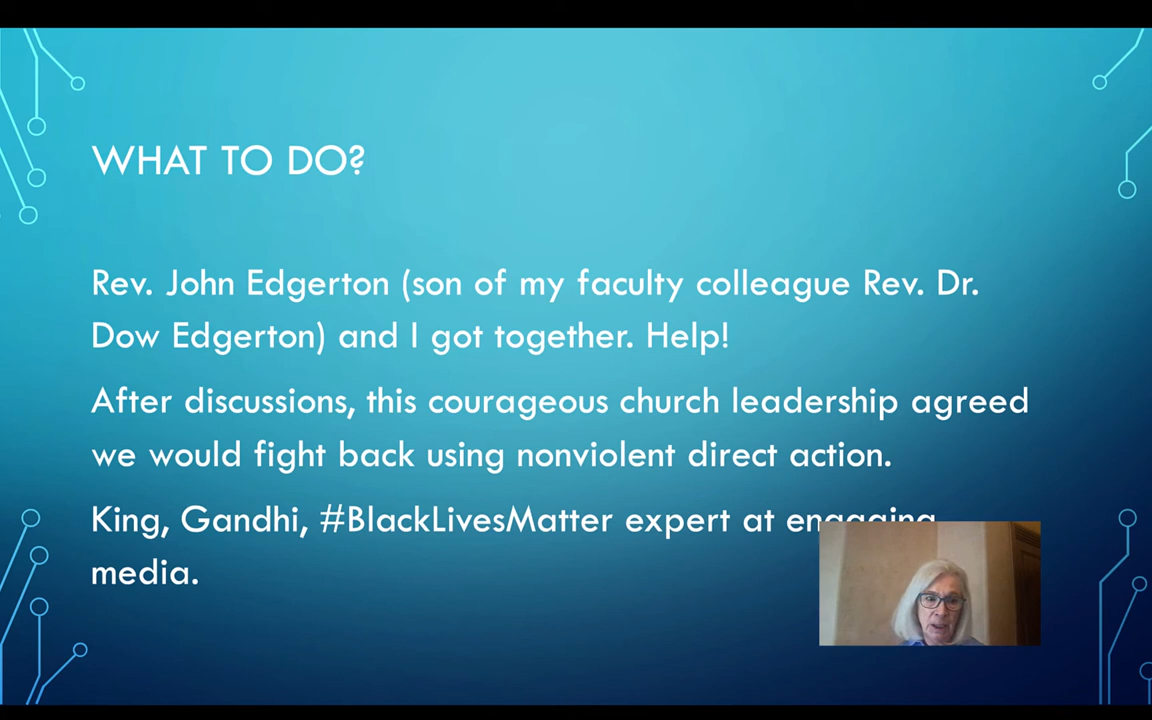 WHAT TO DO?
Rev. John Edgerton (son of my faculty colleague Rev. Dr.
Dow Edgerton) and I got together. Help!
After discussions, this courageous church leadership agreed
we would fight back using nonviolent direct action.
King, Gandhi, #BlackLivesMatter expert at engaging
media.